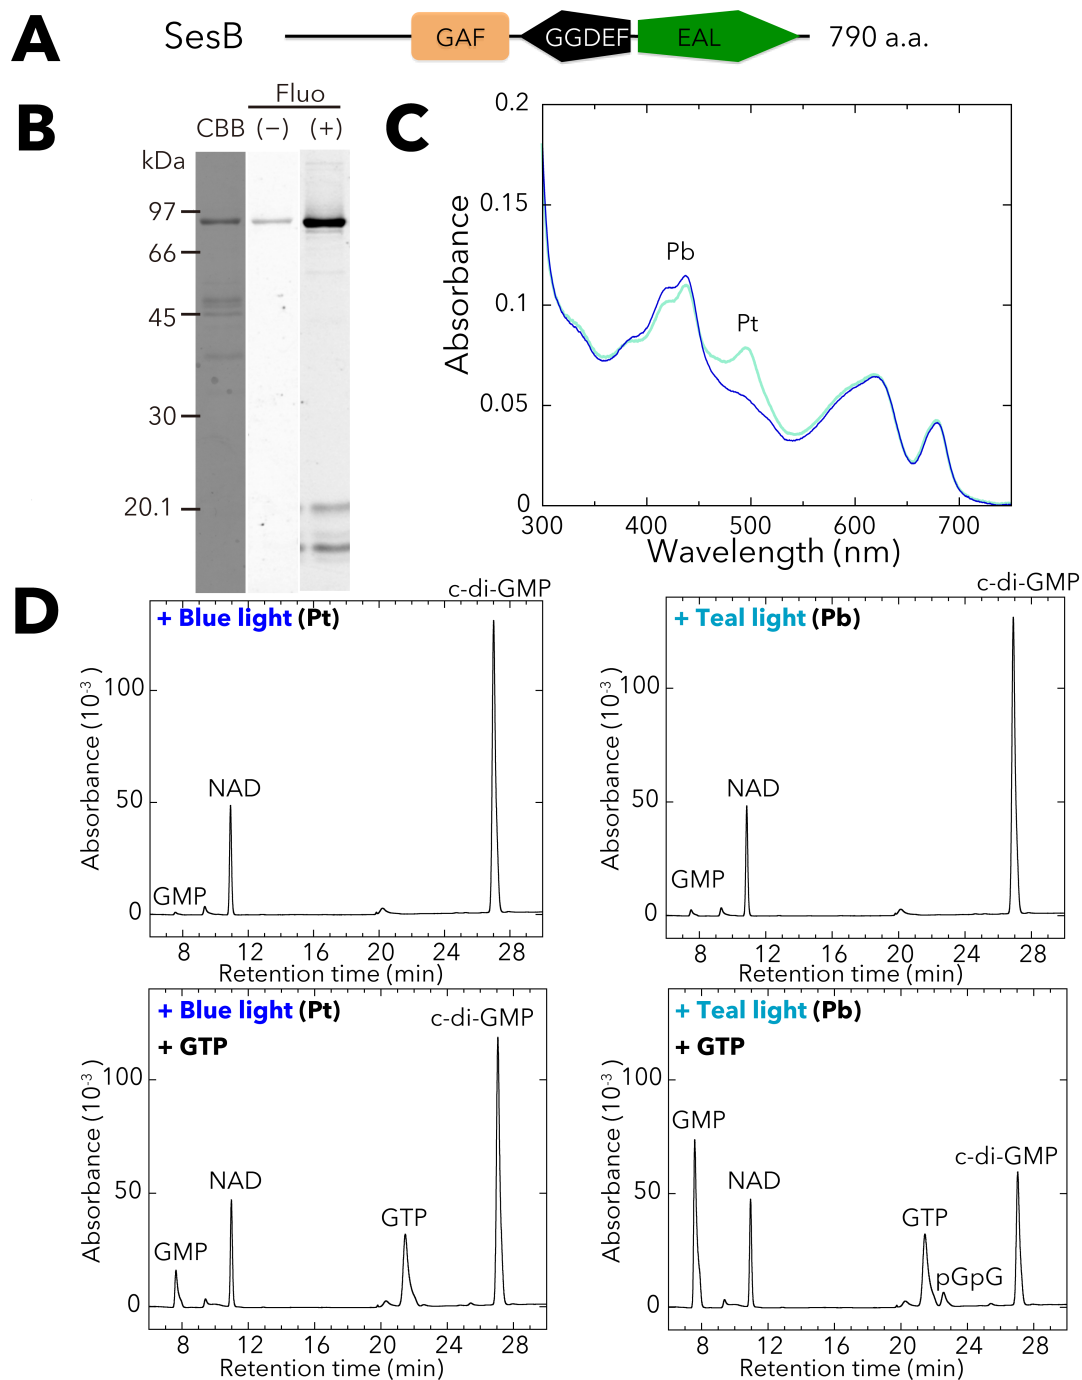 A
SesB
GAF
GGDEF
EAL
790 a.a.
B
Fluo
CBB (−) (+)
kDa
97
66
45
30
20.1
C
Absorbance
0.2
0.15
0.1
0.05
0
Pb
Pt
300 400 500 600 700
Wavelength (nm)
D
+ Blue light (Pt)
c-di-GMP
Absorbance (10⁻³)
100
50
0
GMP
NAD
8 12 16 20 24 28
Retention time (min)
+ Teal light (Pb)
c-di-GMP
Absorbance (10⁻³)
100
50
0
GMP
NAD
8 12 16 20 24 28
Retention time (min)
+ Blue light (Pt)
+ GTP
c-di-GMP
Absorbance (10⁻³)
100
50
0
GMP
NAD
GTP
8 12 16 20 24 28
Retention time (min)
+ Teal light (Pb)
+ GTP
Absorbance (10⁻³)
100
50
0
GMP
NAD
GTP
pGpG
c-di-GMP
8 12 16 20 24 28
Retention time (min)